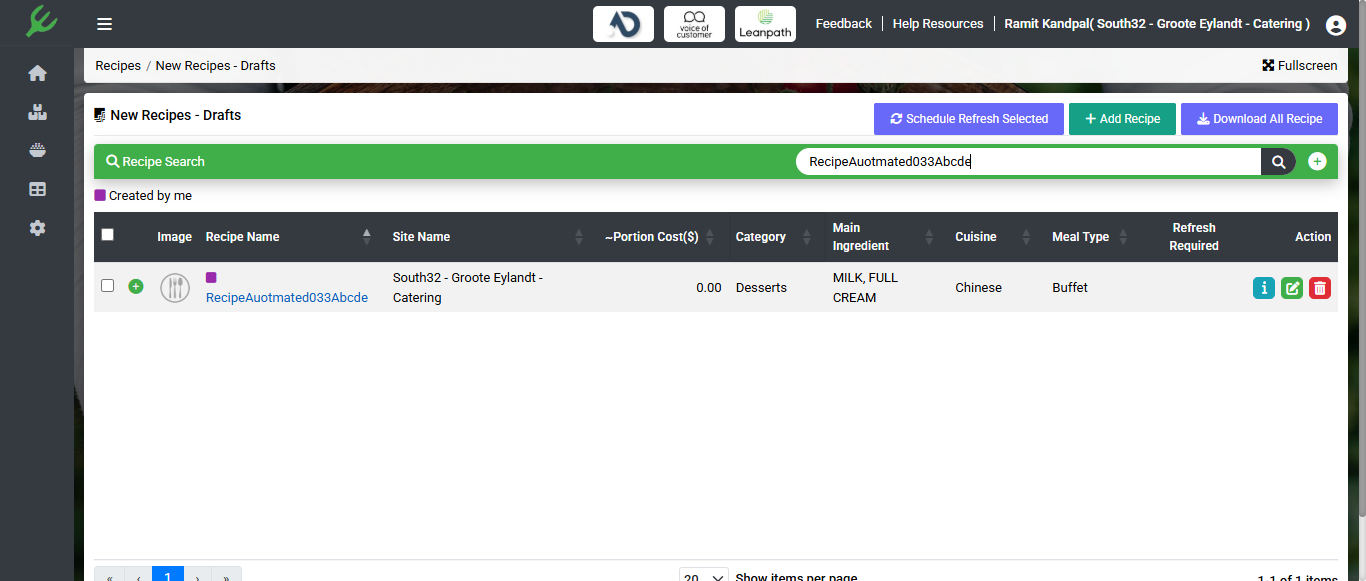 voice of
customer
Leanpath
Feedback
Help Resources
Ramit Kandpal( South32 - Groote Eylandt - Catering )
Recipes / New Recipes - Drafts
Fullscreen
New Recipes - Drafts
Schedule Refresh Selected
+ Add Recipe
Download All Recipe
Recipe Search
RecipeAuotmated033Abcde
Created by me
Image
Recipe Name
Site Name
~Portion Cost($)
Category
Main
Ingredient
Cuisine
Meal Type
Refresh
Required
Action
RecipeAuotmated033Abcde
South32 - Groote Eylandt -
Catering
0.00
Desserts
MILK, FULL
CREAM
Chinese
Buffet
« ‹ 1 › »
20
Show items per page
1-1 of 1 items